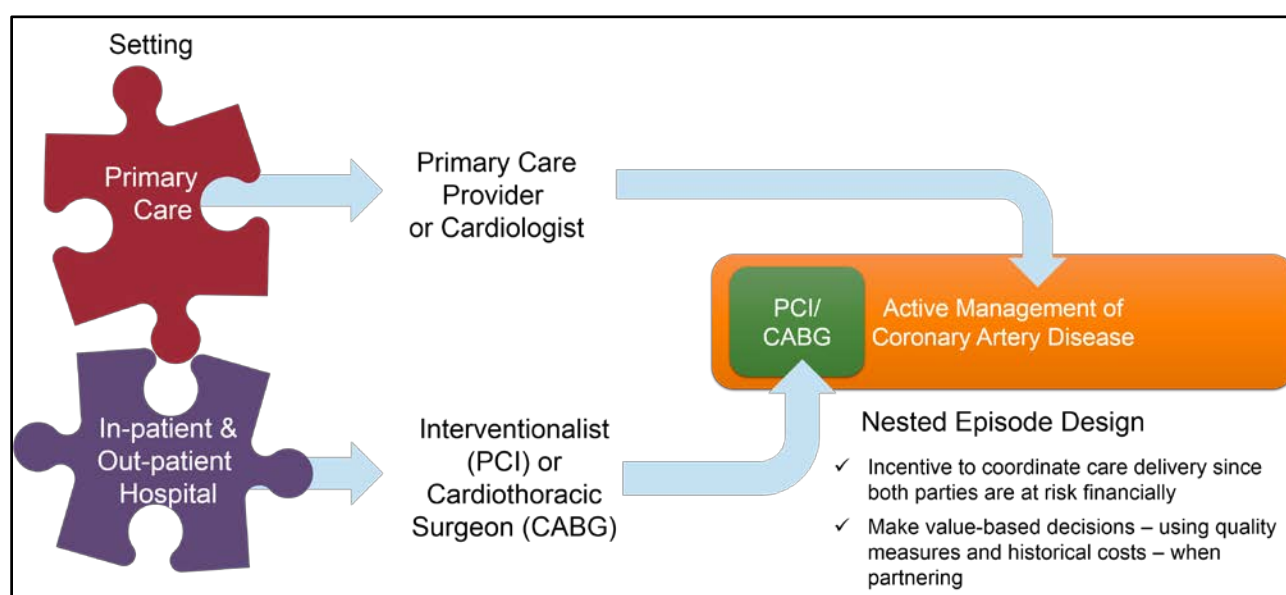 Setting
Primary
Care
Primary Care
Provider
or Cardiologist
PCI/
CABG
Active Management of
Coronary Artery Disease
In-patient &
Out-patient
Hospital
Interventionalist
(PCI) or
Cardiothoracic
Surgeon (CABG)
Nested Episode Design
✓ Incentive to coordinate care delivery since
both parties are at risk financially
✓ Make value-based decisions – using quality
measures and historical costs – when
partnering